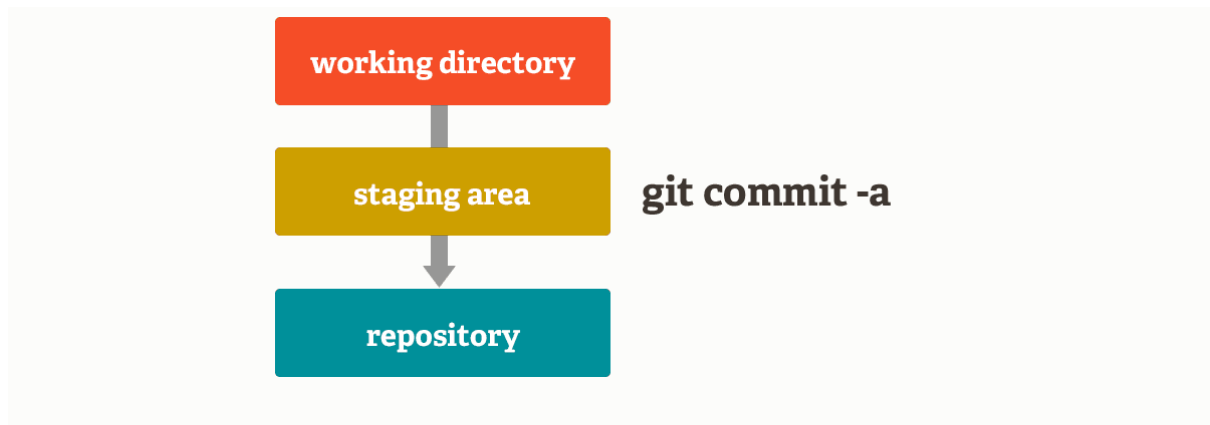 working directory
staging area
git commit -a
repository